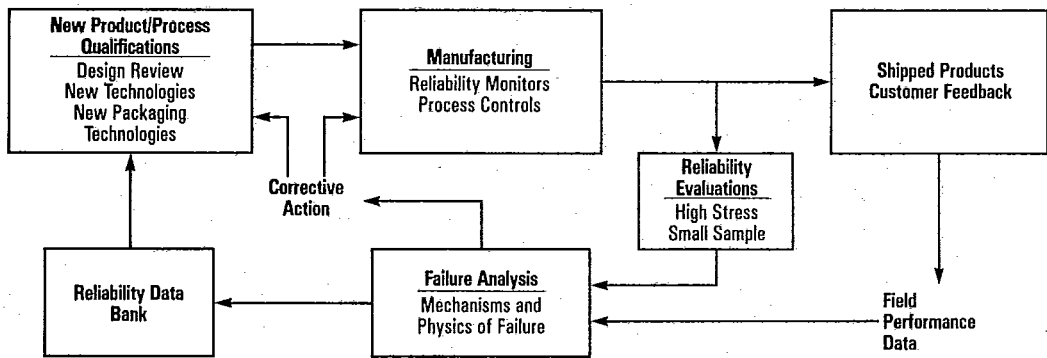 New Product/Process
Qualifications
Design Review
New Technologies
New Packaging
Technologies
Manufacturing
Reliability Monitors
Process Controls
Shipped Products
Customer Feedback
Reliability
Evaluations
High Stress
Small Sample
Corrective
Action
Reliability Data
Bank
Failure Analysis
Mechanisms and
Physics of Failure
Field
Performance
Data